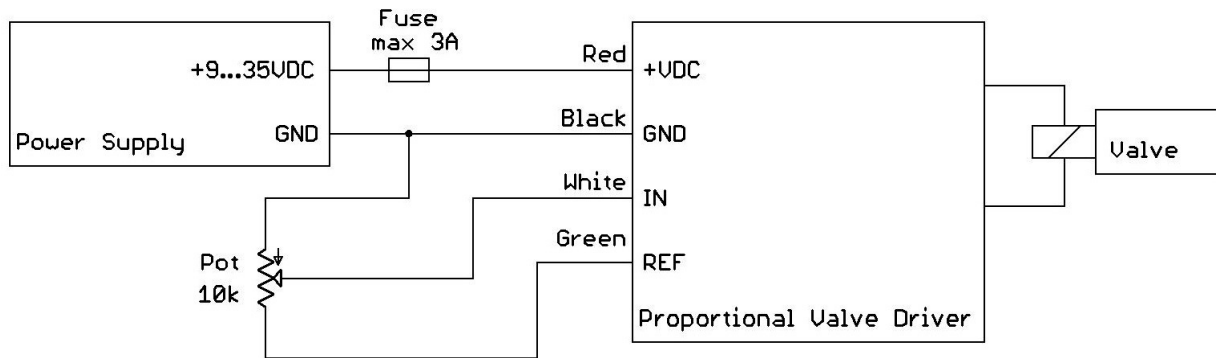 Fuse
max 3A
Red
+9...35VDC
+VDC
Black
GND
GND
Power Supply
Valve
White
IN
Green
Pot
REF
10k
Proportional Valve Driver